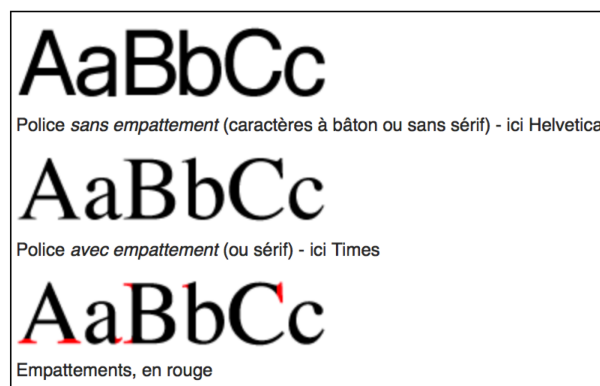 AaBbCc
Police sans empattement (caractères à bâton ou sans sérif) - ici Helvetica
AaBbCc
Police avec empattement (ou sérif) - ici Times
AaBbCc
Empattements, en rouge